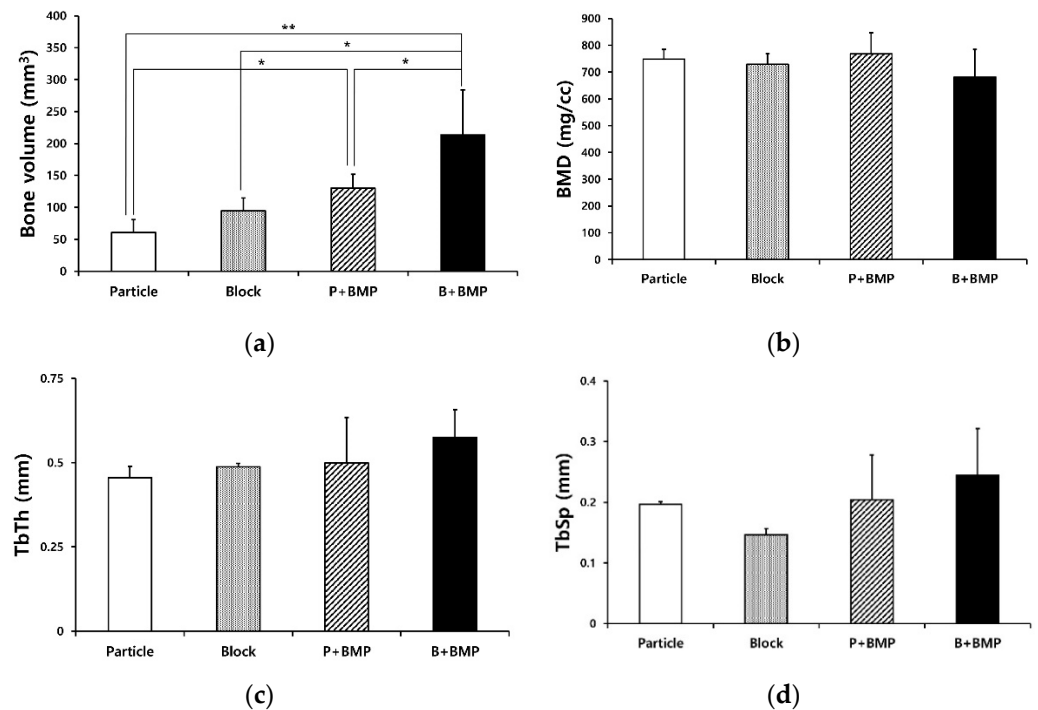 400
350
300
250
200
150
100
50
0
Bone volume (mm³)
**
*
*
*
Particle Block P+BMP B+BMP
(a)
900
800
700
600
500
400
300
200
100
0
BMD (mg/cc)
Particle Block P+BMP B+BMP
(b)
0.75
0.5
0.25
0
TbTh (mm)
Particle Block P+BMP B+BMP
(c)
0.4
0.3
0.2
0.1
0
TbSp (mm)
Particle Block P+BMP B+BMP
(d)